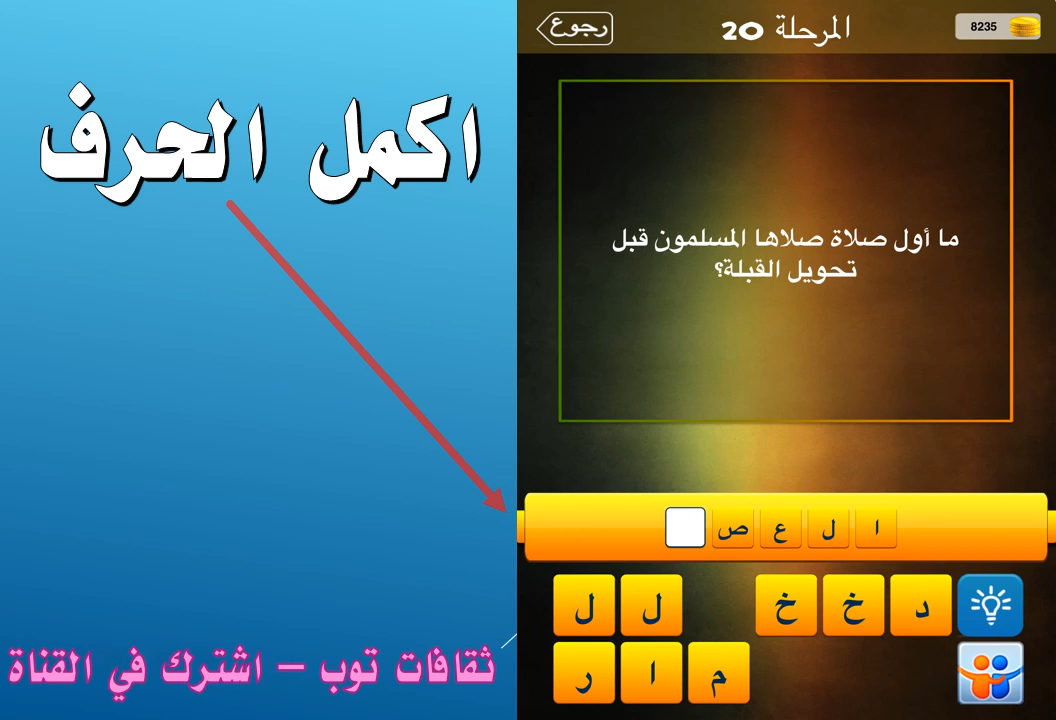 اكمل الحرف
ثقافات توب – اشترك في القناة
رجوع
المرحلة 20
8235
ما أول صلاة صلاها المسلمون قبل
تحويل القبلة؟
ا ل ع ص
ل ل خ خ د
ر ا م